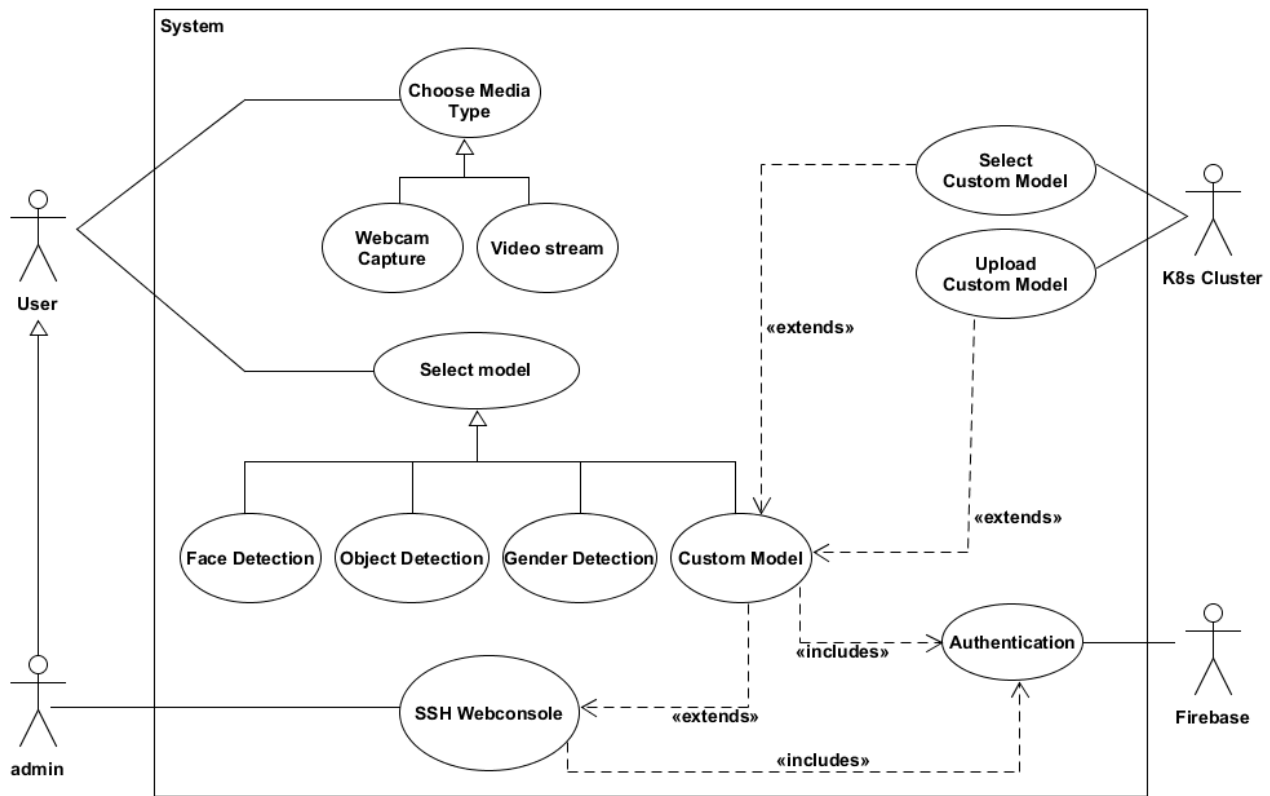 System
Choose Media
Type
Select
Custom Model
Webcam
Capture
Video stream
Upload
Custom Model
User
K8s Cluster
«extends»
Select model
«extends»
Face Detection
Object Detection
Gender Detection
Custom Model
Authentication
«includes»
SSH Webconsole
«extends»
Firebase
admin
«includes»